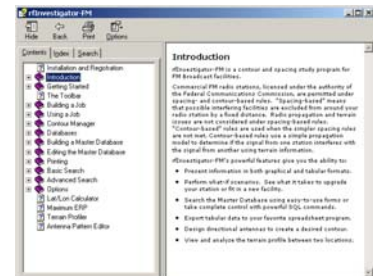 rfInvestigator-FM
Hide Back Print Options
Contents Index Search
Installation and Registration
Introduction
Getting Started
The Toolbar
Building a Job
Using a Job
Contour Manager
Databases
Building a Master Database
Editing the Master Database
Printing
Basic Search
Advanced Search
Options
Lat/Lon Calculator
Maximum ERP
Terrain Profiler
Antenna Pattern Editor
Introduction
rfInvestigator-FM is a contour and spacing study program for
FM Broadcast facilities.
Commercial FM radio stations, licensed under the authority of
the Federal Communications Commission, are permitted under
spacing- and contour-based rules. "Spacing-based" means
that possible interfering facilities are excluded from around your
radio station by a fixed distance. Radio propagation and terrain
issues are not considered under spacing-based rules.
"Contour-based" rules are used when the simpler spacing rules
are not met. Contour-based rules use a simple propagation
model to determine if the signal from one station interferes with
the signal from another using terrain information.
rfInvestigator-FM's powerful features give you the ability to:
• Present information in both graphical and tabular formats.
• Perform what-if scenarios. See what it takes to upgrade
your station or fit in a new facility.
• Search the Master Database using easy-to-use forms or
take complete control with powerful SQL commands.
• Export tabular data to your favorite spreadsheet program.
• Design directional antennas to create a desired contour.
• View and analyze the terrain profile between two locations.